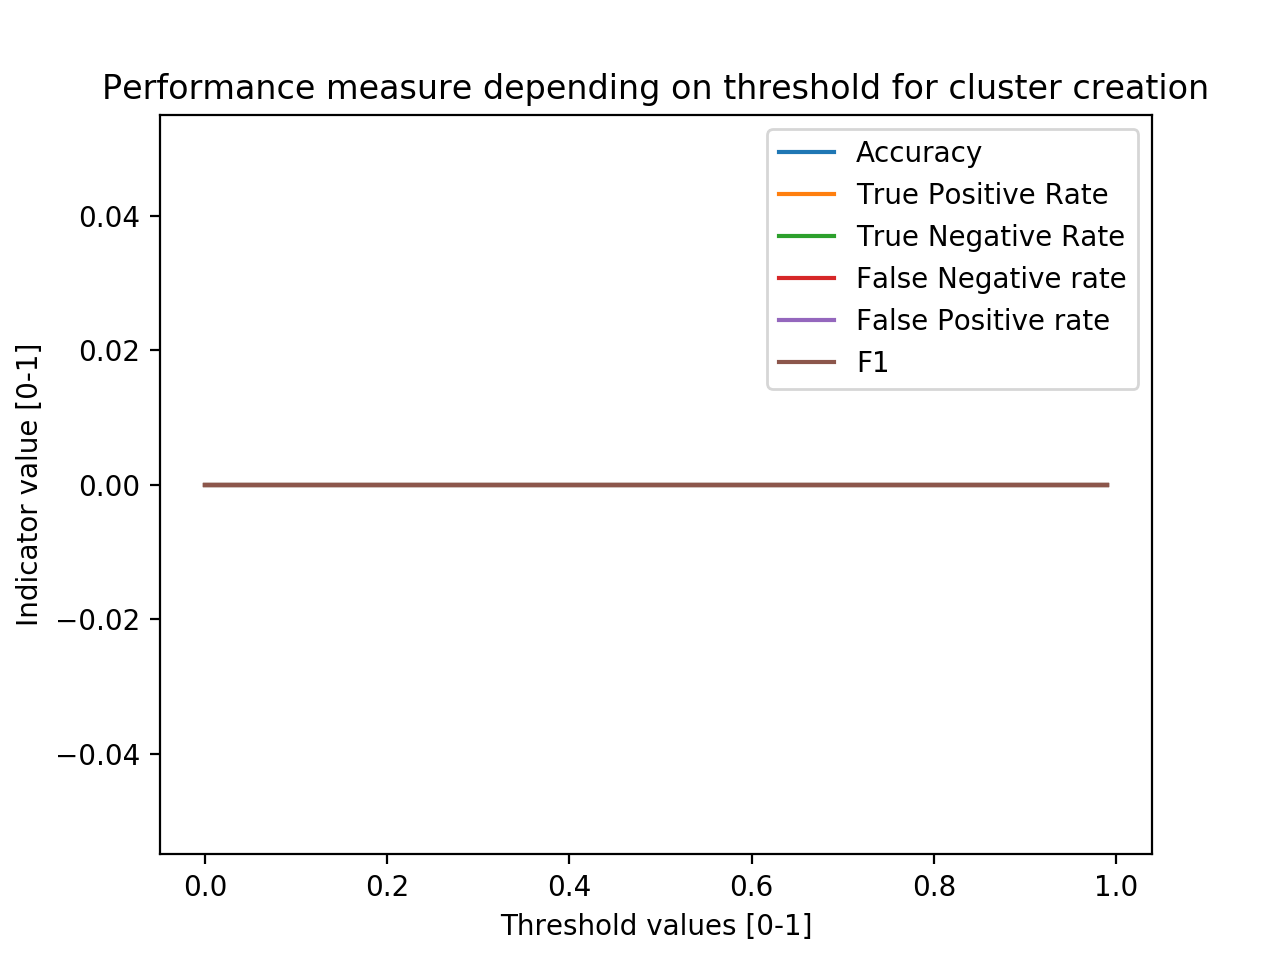 Performance measure depending on threshold for cluster creation
Accuracy
True Positive Rate
True Negative Rate
False Negative rate
False Positive rate
F1
0.04
0.02
0.00
−0.02
−0.04
Indicator value [0-1]
0.0 0.2 0.4 0.6 0.8 1.0
Threshold values [0-1]